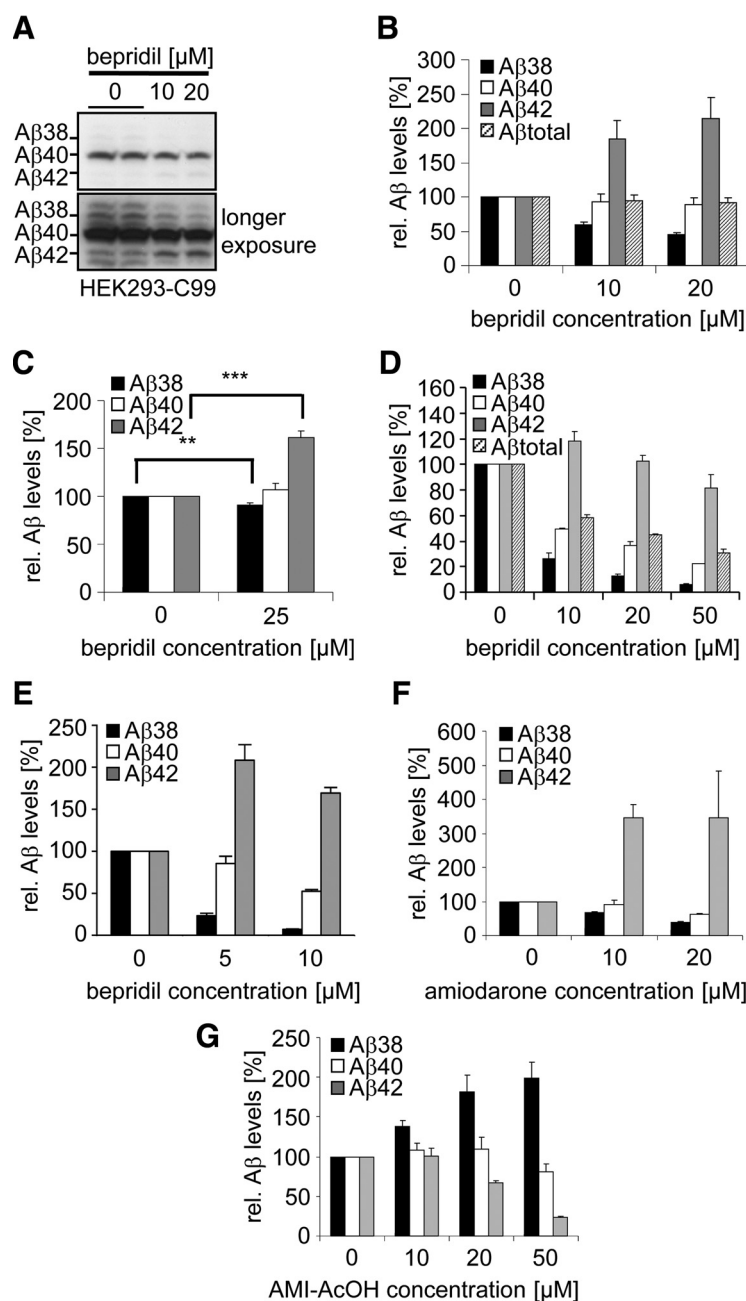 A
bepridil [µM]
0 10 20
Aβ38
Aβ40
Aβ42
Aβ38
Aβ40
Aβ42
longer
exposure
HEK293-C99
B
rel. Aβ levels [%]
300
250
200
150
100
50
0
Aβ38
Aβ40
Aβ42
Aβtotal
0 10 20
bepridil concentration [µM]
C
rel. Aβ levels [%]
200
150
100
50
0
Aβ38
Aβ40
Aβ42
***
**
0 25
bepridil concentration [µM]
D
rel. Aβ levels [%]
160
140
120
100
80
60
40
20
0
Aβ38
Aβ40
Aβ42
Aβtotal
0 10 20 50
bepridil concentration [µM]
E
rel. Aβ levels [%]
250
200
150
100
50
0
Aβ38
Aβ40
Aβ42
0 5 10
bepridil concentration [µM]
F
rel. Aβ levels [%]
600
500
400
300
200
100
0
Aβ38
Aβ40
Aβ42
0 10 20
amiodarone concentration [µM]
G
rel. Aβ levels [%]
250
200
150
100
50
0
Aβ38
Aβ40
Aβ42
0 10 20 50
AMI-AcOH concentration [µM]